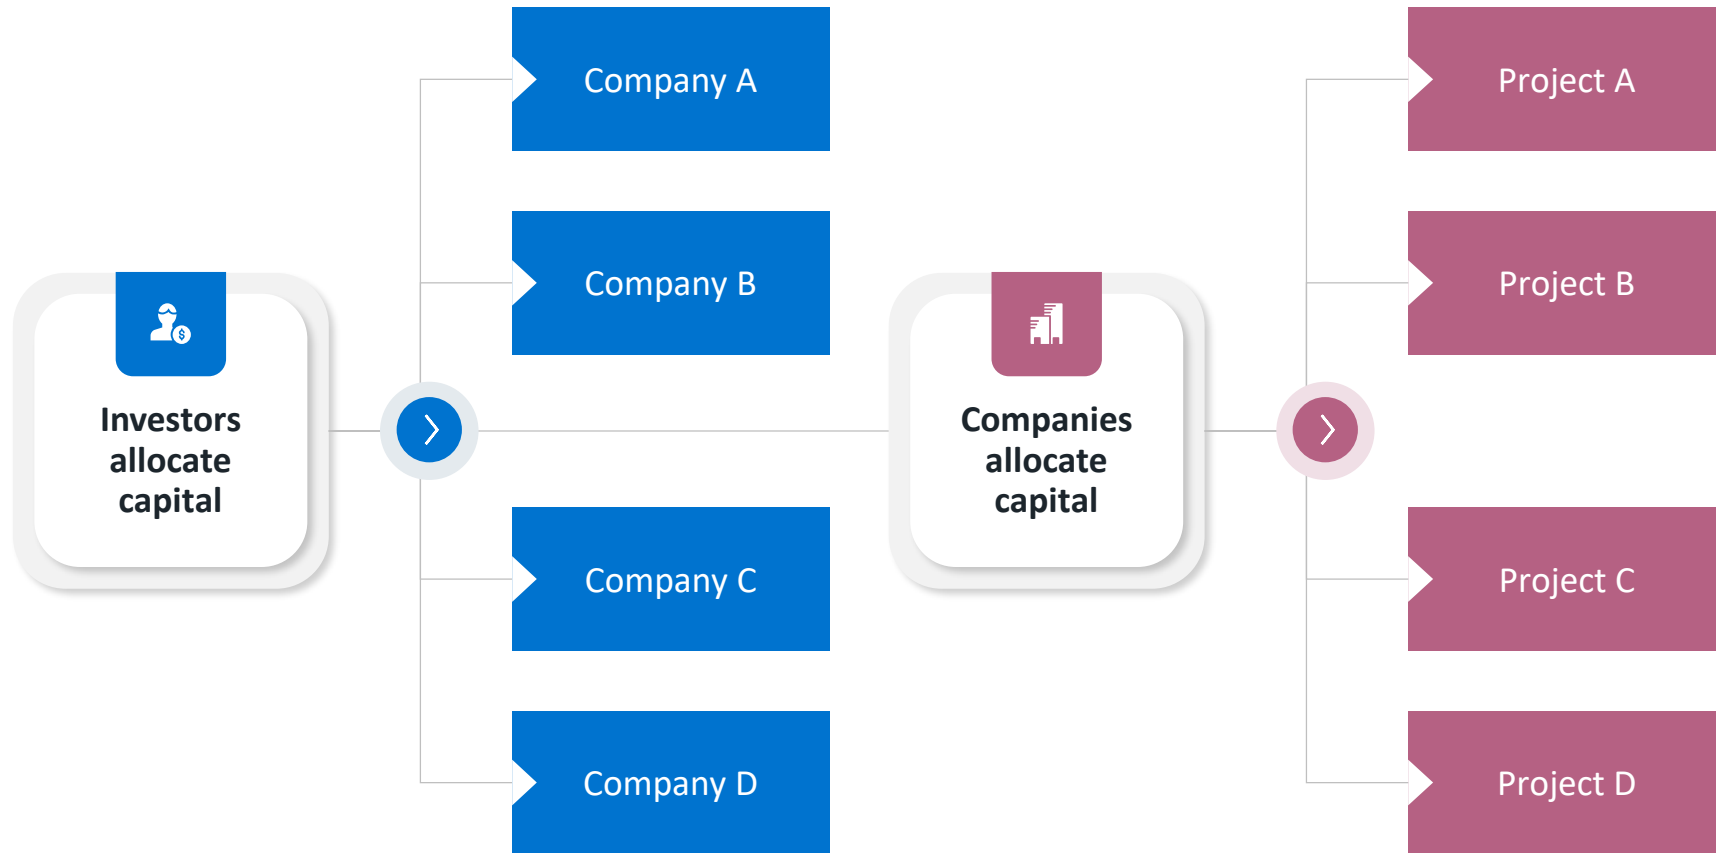 Investors
allocate
capital
Company A
Company B
Company C
Company D
Companies
allocate
capital
Project A
Project B
Project C
Project D